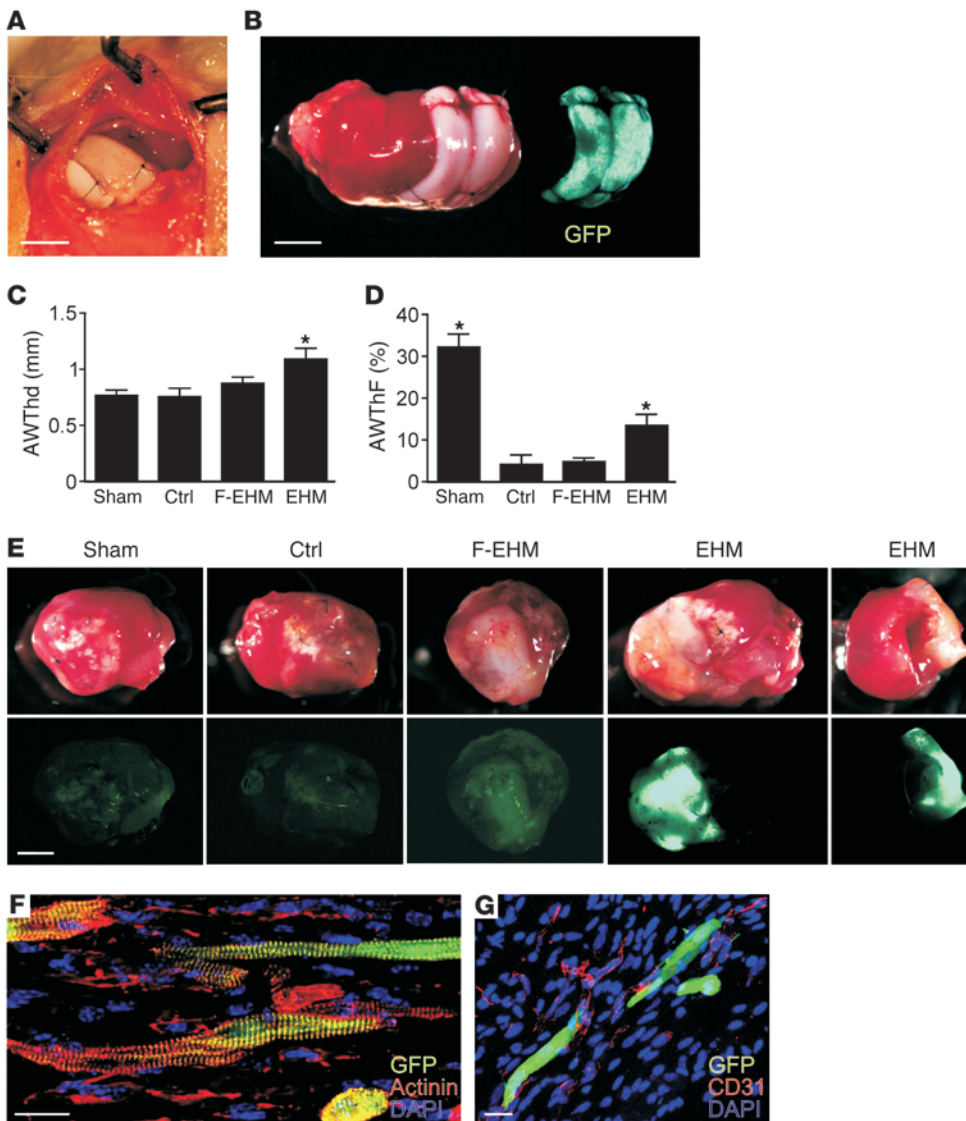 A
B
GFP
C
AWThd (mm)
1.5
1
0.5
0
*
Sham Ctrl F-EHM EHM
D
AWThF (%)
40
30
20
10
0
*
*
Sham Ctrl F-EHM EHM
E
Sham Ctrl F-EHM EHM EHM
F
GFP
Actinin
DAPI
G
GFP
CD31
DAPI